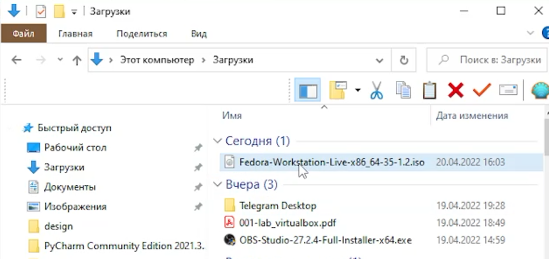 Загрузки
Файл Главная Поделиться Вид
Этот компьютер > Загрузки Поиск в: Загрузки
Имя Дата изменения
Быстрый доступ
Рабочий стол
Загрузки
Документы
Изображения
design
PyCharm Community Edition 2021.3.
Сегодня (1)
Fedora-Workstation-Live-x86_64-35-1.2.iso 20.04.2022 16:03
Вчера (3)
Telegram Desktop 19.04.2022 19:28
001-lab_virtualbox.pdf 19.04.2022 18:49
OBS-Studio-27.2.4-Full-Installer-x64.exe 19.04.2022 14:59